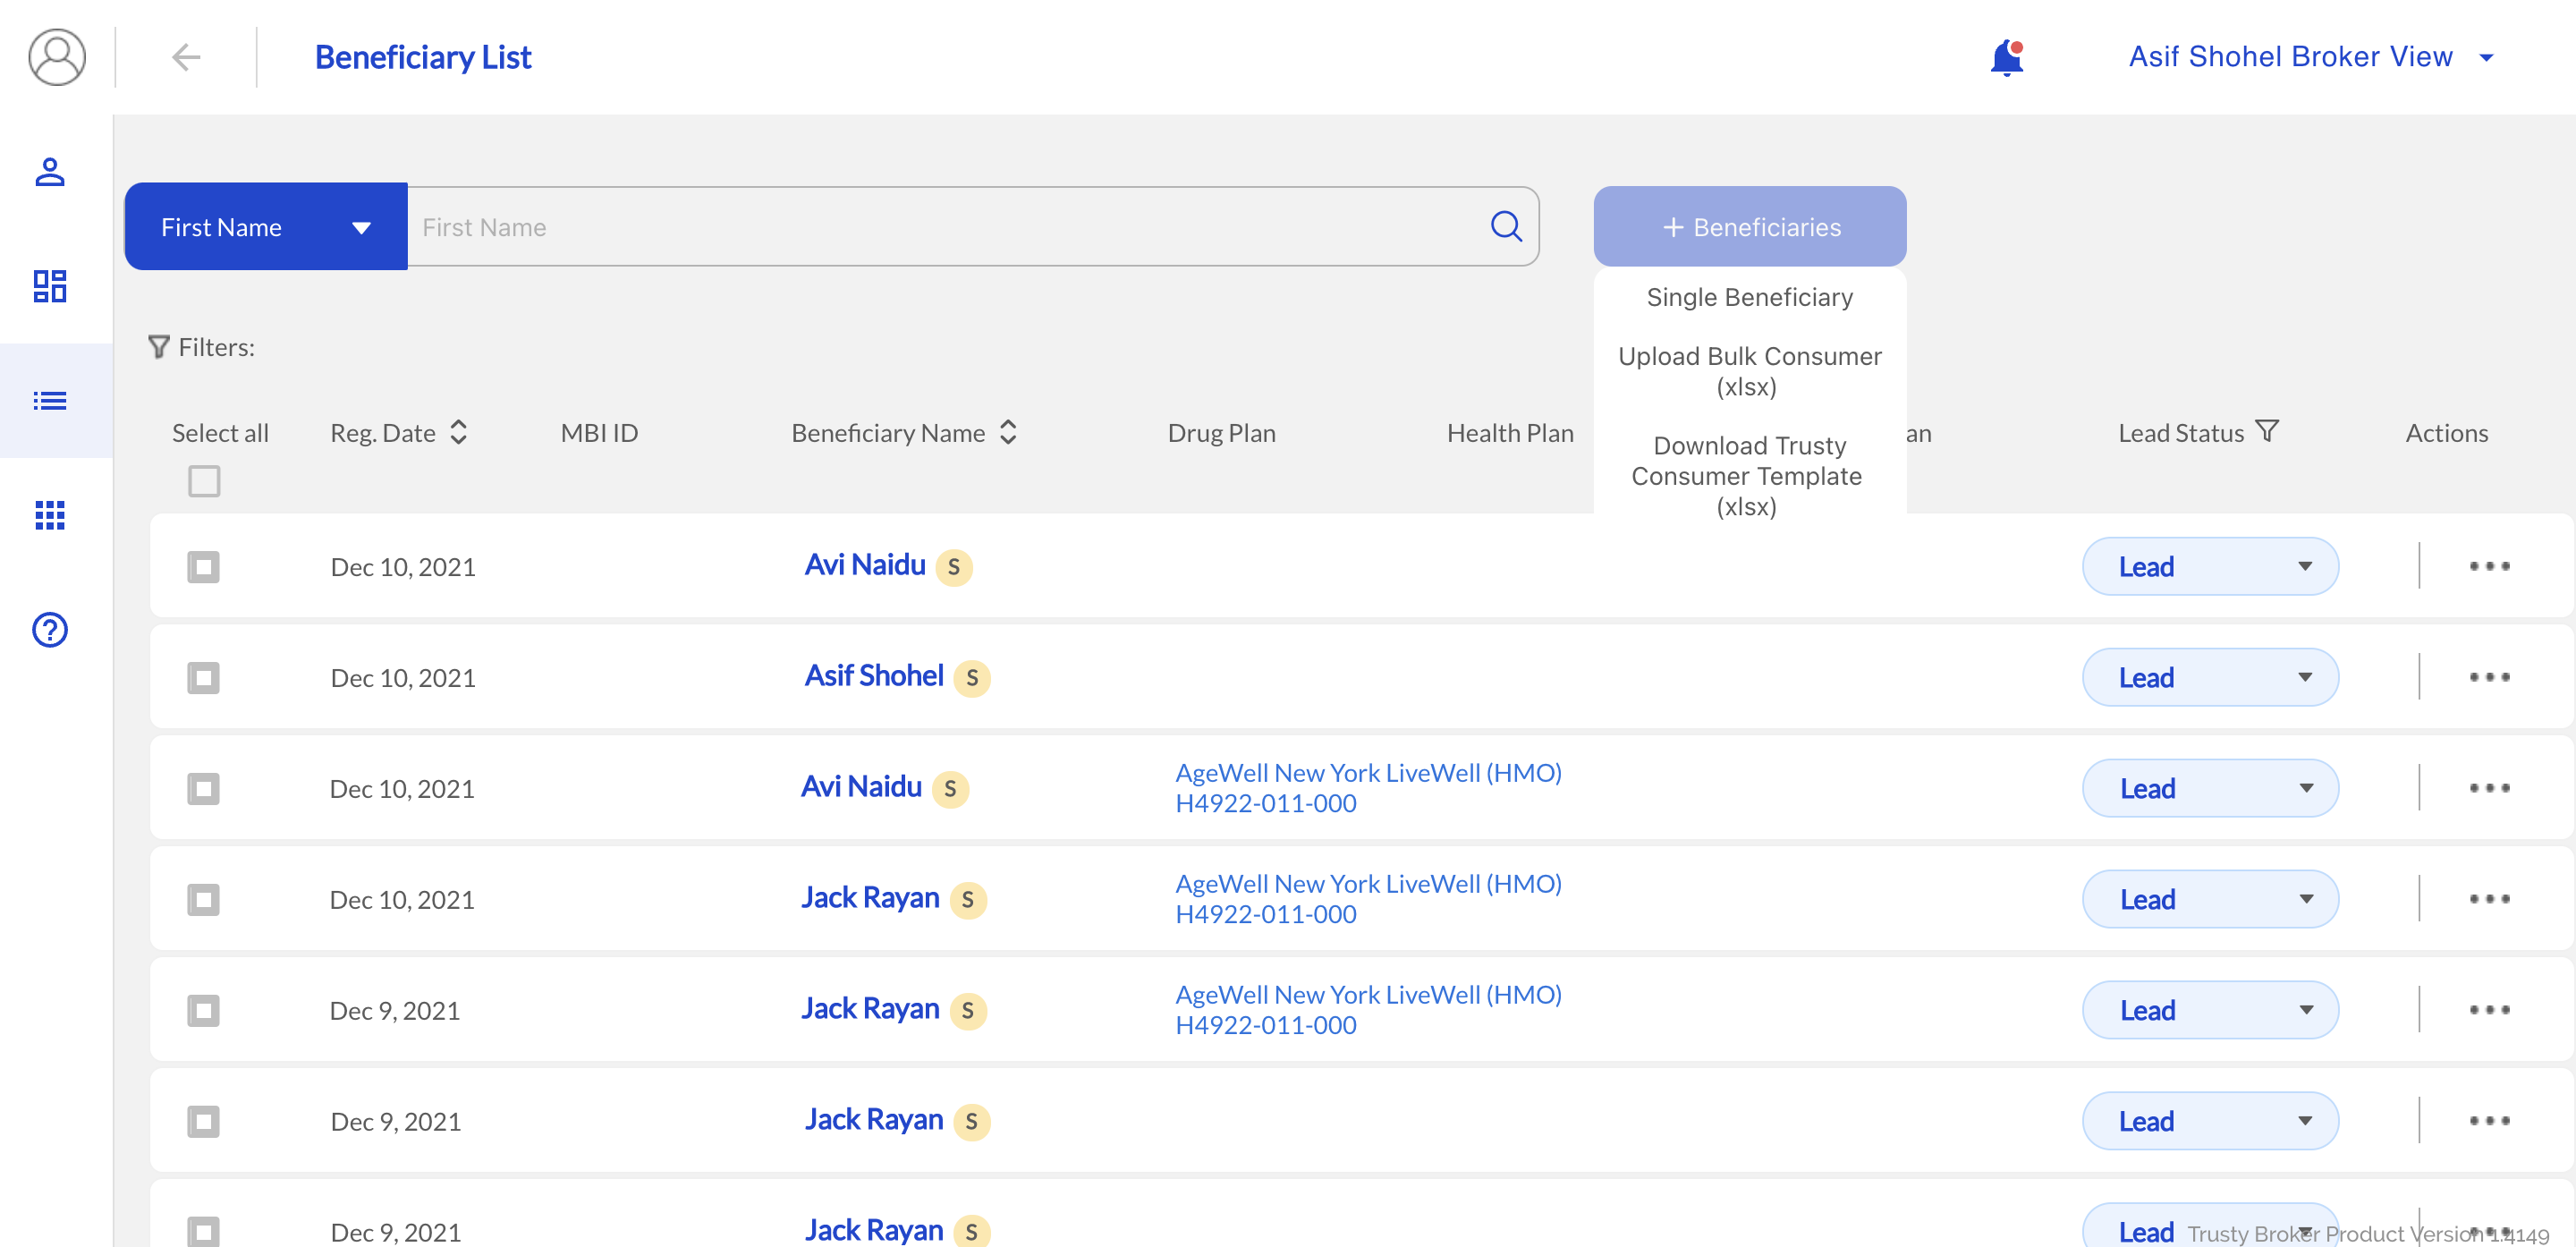 Beneficiary List
Asif Shohel Broker View
First Name
First Name
+ Beneficiaries
Single Beneficiary
Upload Bulk Consumer
(xlsx)
Download Trusty
Consumer Template
(xlsx)
Filters:
Select all
Reg. Date
MBI ID
Beneficiary Name
Drug Plan
Health Plan
an
Lead Status
Actions
Dec 10, 2021
Avi Naidu S
Lead
Dec 10, 2021
Asif Shohel S
Lead
Dec 10, 2021
Avi Naidu S
AgeWell New York LiveWell (HMO)
H4922-011-000
Lead
Dec 10, 2021
Jack Rayan S
AgeWell New York LiveWell (HMO)
H4922-011-000
Lead
Dec 9, 2021
Jack Rayan S
AgeWell New York LiveWell (HMO)
H4922-011-000
Lead
Dec 9, 2021
Jack Rayan S
Lead
Dec 9, 2021
Jack Rayan S
Lead
Trusty Broker Product Version 1.4149